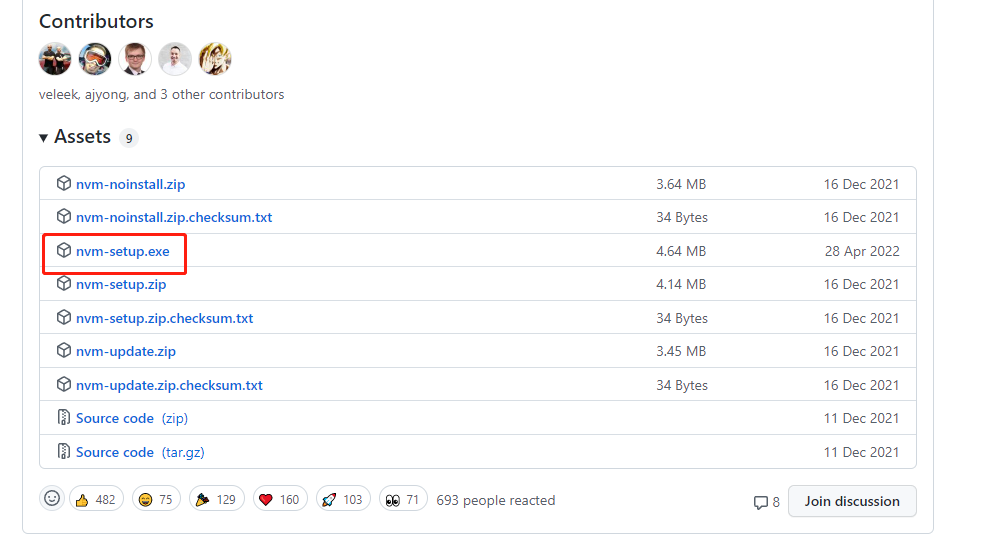 Contributors
veleek, ajyong, and 3 other contributors
Assets 9
nvm-noinstall.zip 3.64 MB 16 Dec 2021
nvm-noinstall.zip.checksum.txt 34 Bytes 16 Dec 2021
nvm-setup.exe 4.64 MB 28 Apr 2022
nvm-setup.zip 4.14 MB 16 Dec 2021
nvm-setup.zip.checksum.txt 34 Bytes 16 Dec 2021
nvm-update.zip 3.45 MB 16 Dec 2021
nvm-update.zip.checksum.txt 34 Bytes 16 Dec 2021
Source code (zip) 11 Dec 2021
Source code (tar.gz) 11 Dec 2021
482 75 129 160 103 71 693 people reacted 8 Join discussion